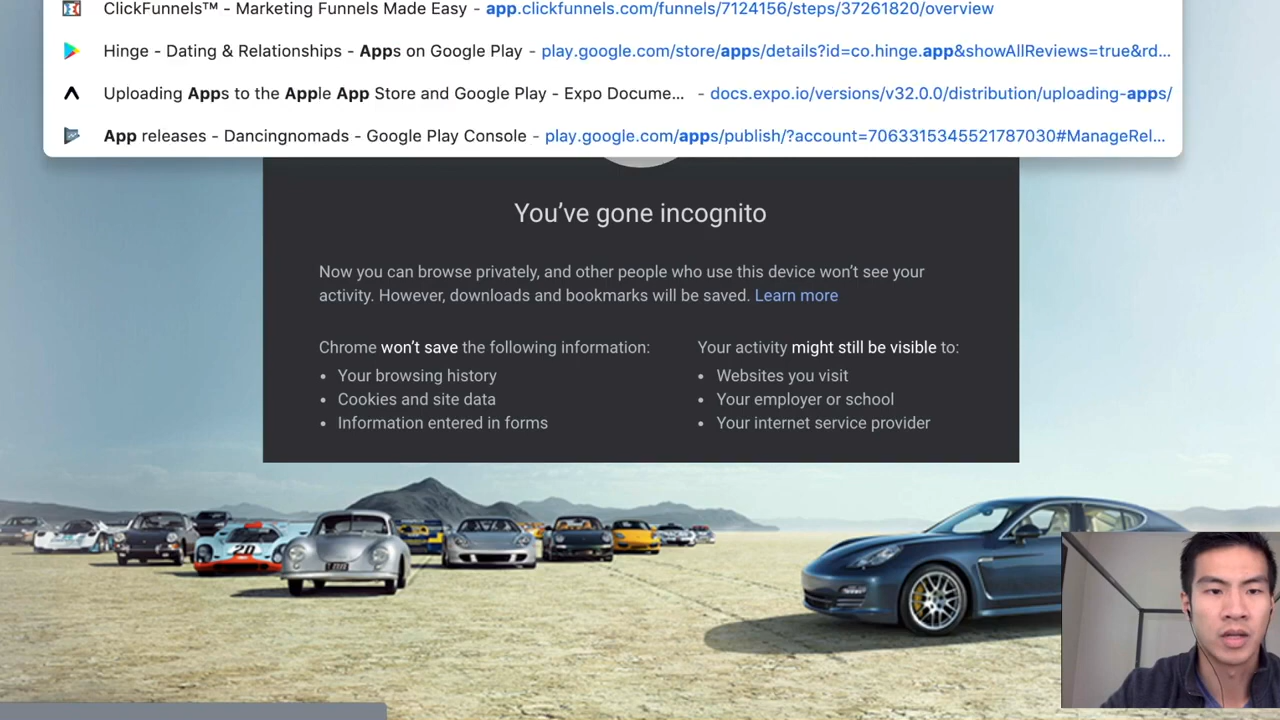 ClickFunnels™ - Marketing Funnels Made Easy - app.clickfunnels.com/funnels/7124156/steps/37261820/overview
Hinge - Dating & Relationships - Apps on Google Play - play.google.com/store/apps/details?id=co.hinge.app&showAllReviews=true&rd...
Uploading Apps to the Apple App Store and Google Play - Expo Docume... - docs.expo.io/versions/v32.0.0/distribution/uploading-apps/
App releases - Dancingnomads - Google Play Console - play.google.com/apps/publish/?account=7063315345521787030#ManageRel...
You've gone incognito
Now you can browse privately, and other people who use this device won't see your
activity. However, downloads and bookmarks will be saved. Learn more
Chrome won't save the following information:
• Your browsing history
• Cookies and site data
• Information entered in forms
Your activity might still be visible to:
• Websites you visit
• Your employer or school
• Your internet service provider
20